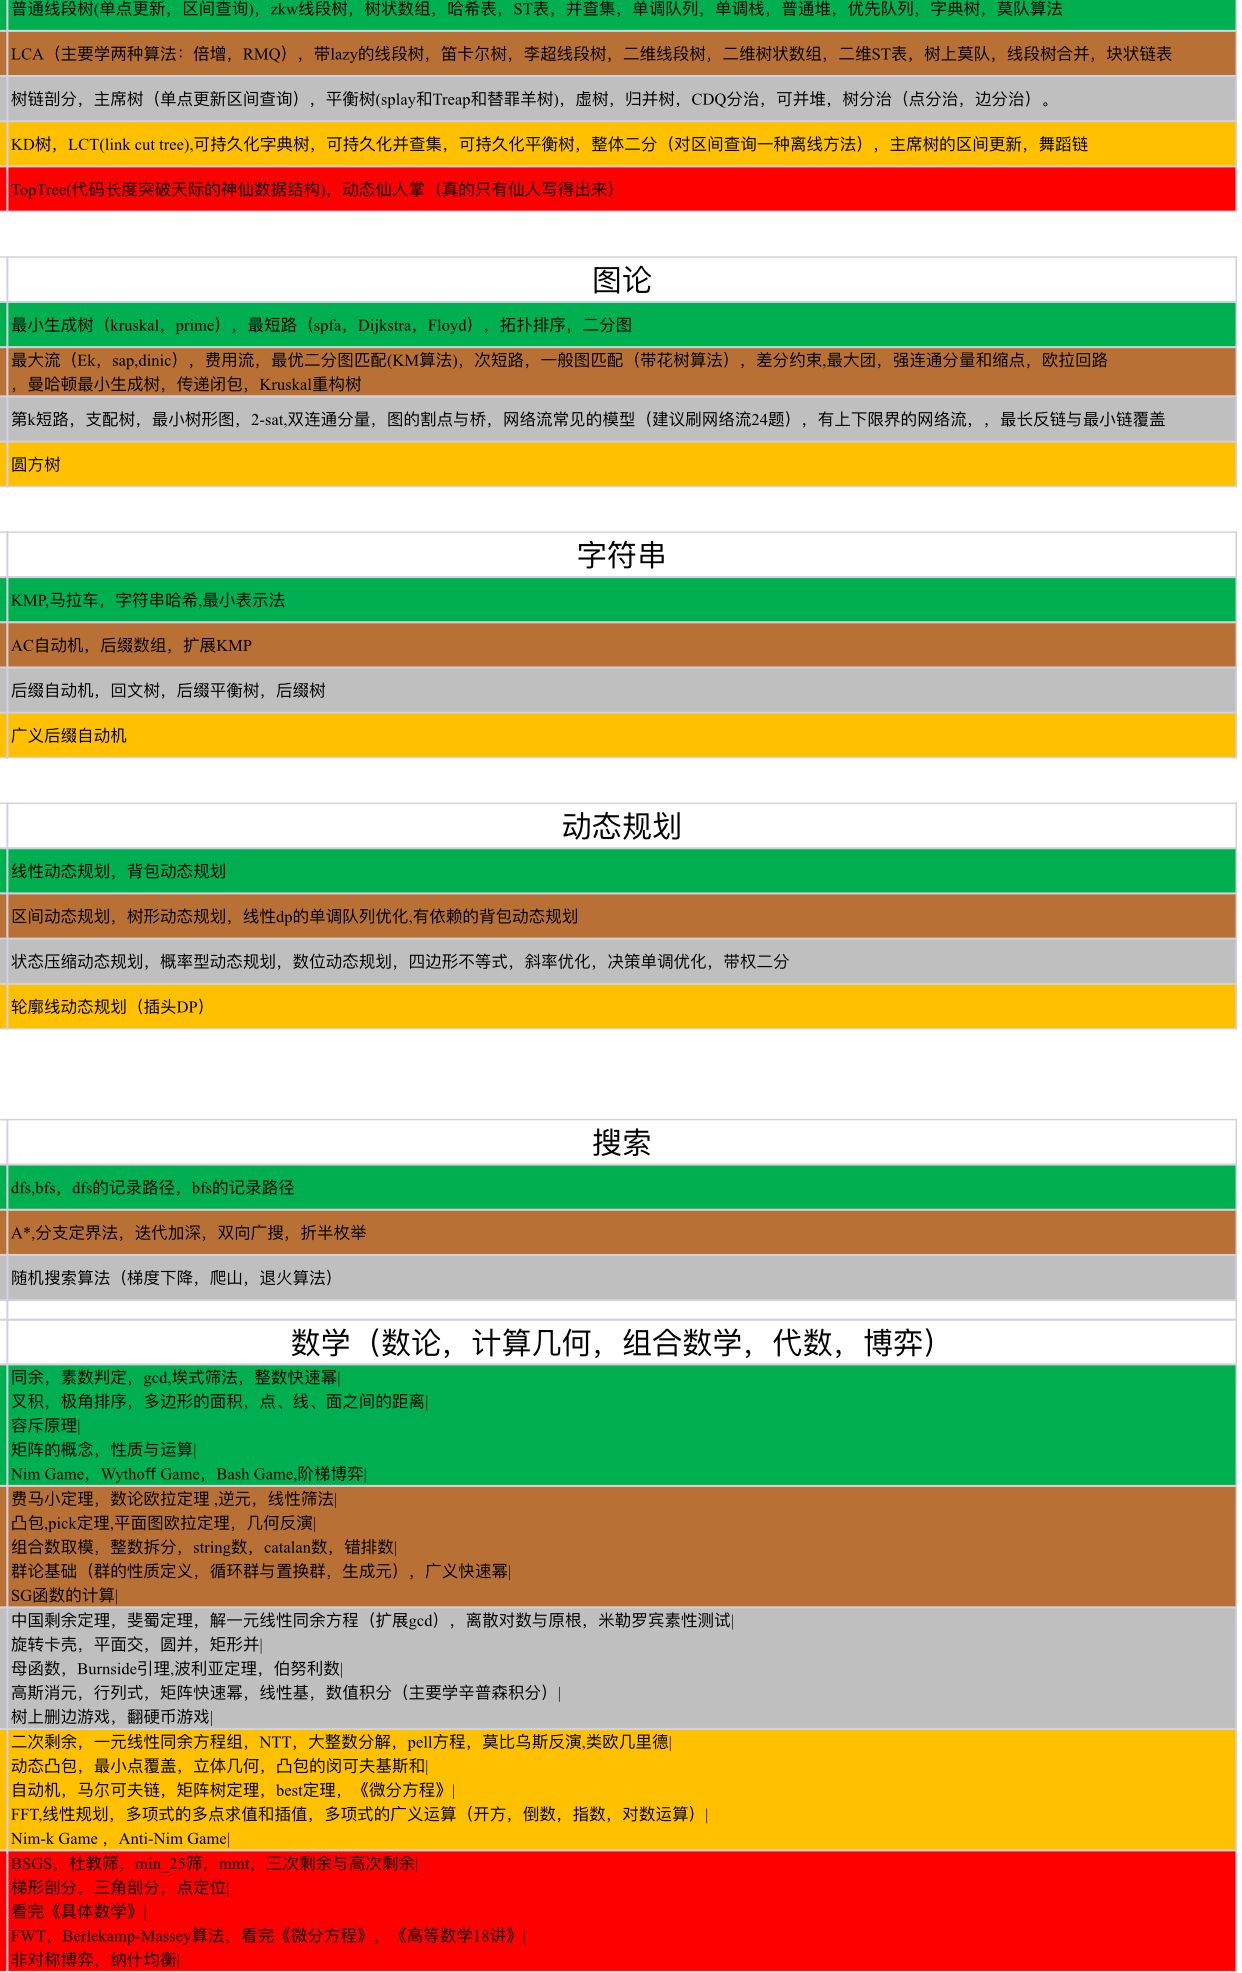 普通线段树(单点更新，区间查询)，zkw线段树，树状数组，哈希表，ST表，并查集，单调队列，单调栈，普通堆，优先队列，字典树，莫队算法
LCA（主要学两种算法：倍增，RMQ），带lazy的线段树，笛卡尔树，李超线段树，二维线段树，二维树状数组，二维ST表，树上莫队，线段树合并，块状链表
树链剖分，主席树（单点更新区间查询），平衡树(splay和Treap和替罪羊树)，虚树，归并树，CDQ分治，可并堆，树分治（点分治，边分治）。
KD树，LCT(link cut tree),可持久化字典树，可持久化并查集，可持久化平衡树，整体二分（对区间查询一种离线方法），主席树的区间更新，舞蹈链
TopTree(代码长度突破天际的神仙数据结构)，动态仙人掌（真的只有仙人写得出来）
图论
最小生成树（kruskal，prime），最短路（spfa，Dijkstra，Floyd），拓扑排序，二分图
最大流（Ek，sap,dinic），费用流，最优二分图匹配(KM算法)，次短路，一般图匹配（带花树算法），差分约束,最大团，强连通分量和缩点，欧拉回路
，曼哈顿最小生成树，传递闭包，Kruskal重构树
第k短路，支配树，最小树形图，2-sat,双连通分量，图的割点与桥，网络流常见的模型（建议刷网络流24题），有上下限界的网络流，，最长反链与最小链覆盖
圆方树
字符串
KMP,马拉车，字符串哈希,最小表示法
AC自动机，后缀数组，扩展KMP
后缀自动机，回文树，后缀平衡树，后缀树
广义后缀自动机
动态规划
线性动态规划，背包动态规划
区间动态规划，树形动态规划，线性dp的单调队列优化,有依赖的背包动态规划
状态压缩动态规划，概率型动态规划，数位动态规划，四边形不等式，斜率优化，决策单调优化，带权二分
轮廓线动态规划（插头DP）
搜索
dfs,bfs，dfs的记录路径，bfs的记录路径
A*,分支定界法，迭代加深，双向广搜，折半枚举
随机搜索算法（梯度下降，爬山，退火算法）
数学（数论，计算几何，组合数学，代数，博弈）
同余，素数判定，gcd,埃式筛法，整数快速幂|
叉积，极角排序，多边形的面积，点、线、面之间的距离|
容斥原理|
矩阵的概念，性质与运算|
Nim Game，Wythoff Game，Bash Game,阶梯博弈|
费马小定理，数论欧拉定理 ,逆元，线性筛法|
凸包,pick定理,平面图欧拉定理，几何反演|
组合数取模，整数拆分，string数，catalan数，错排数|
群论基础（群的性质定义，循环群与置换群，生成元），广义快速幂|
SG函数的计算|
中国剩余定理，斐蜀定理，解一元线性同余方程（扩展gcd），离散对数与原根，米勒罗宾素性测试|
旋转卡壳，平面交，圆并，矩形并|
母函数，Burnside引理,波利亚定理，伯努利数|
高斯消元，行列式，矩阵快速幂，线性基，数值积分（主要学辛普森积分）|
树上删边游戏，翻硬币游戏|
二次剩余，一元线性同余方程组，NTT，大整数分解，pell方程，莫比乌斯反演,类欧几里德|
动态凸包，最小点覆盖，立体几何，凸包的闵可夫基斯和|
自动机，马尔可夫链，矩阵树定理，best定理，《微分方程》|
FFT,线性规划，多项式的多点求值和插值，多项式的广义运算（开方，倒数，指数，对数运算）|
Nim-k Game ，Anti-Nim Game|
BSGS，杜教筛，min_25筛，mmt，三次剩余与高次剩余|
梯形剖分，三角剖分，点定位|
看完《具体数学》|
FWT，Berlekamp-Massey算法，看完《微分方程》，《高等数学18讲》|
非对称博弈，纳什均衡|